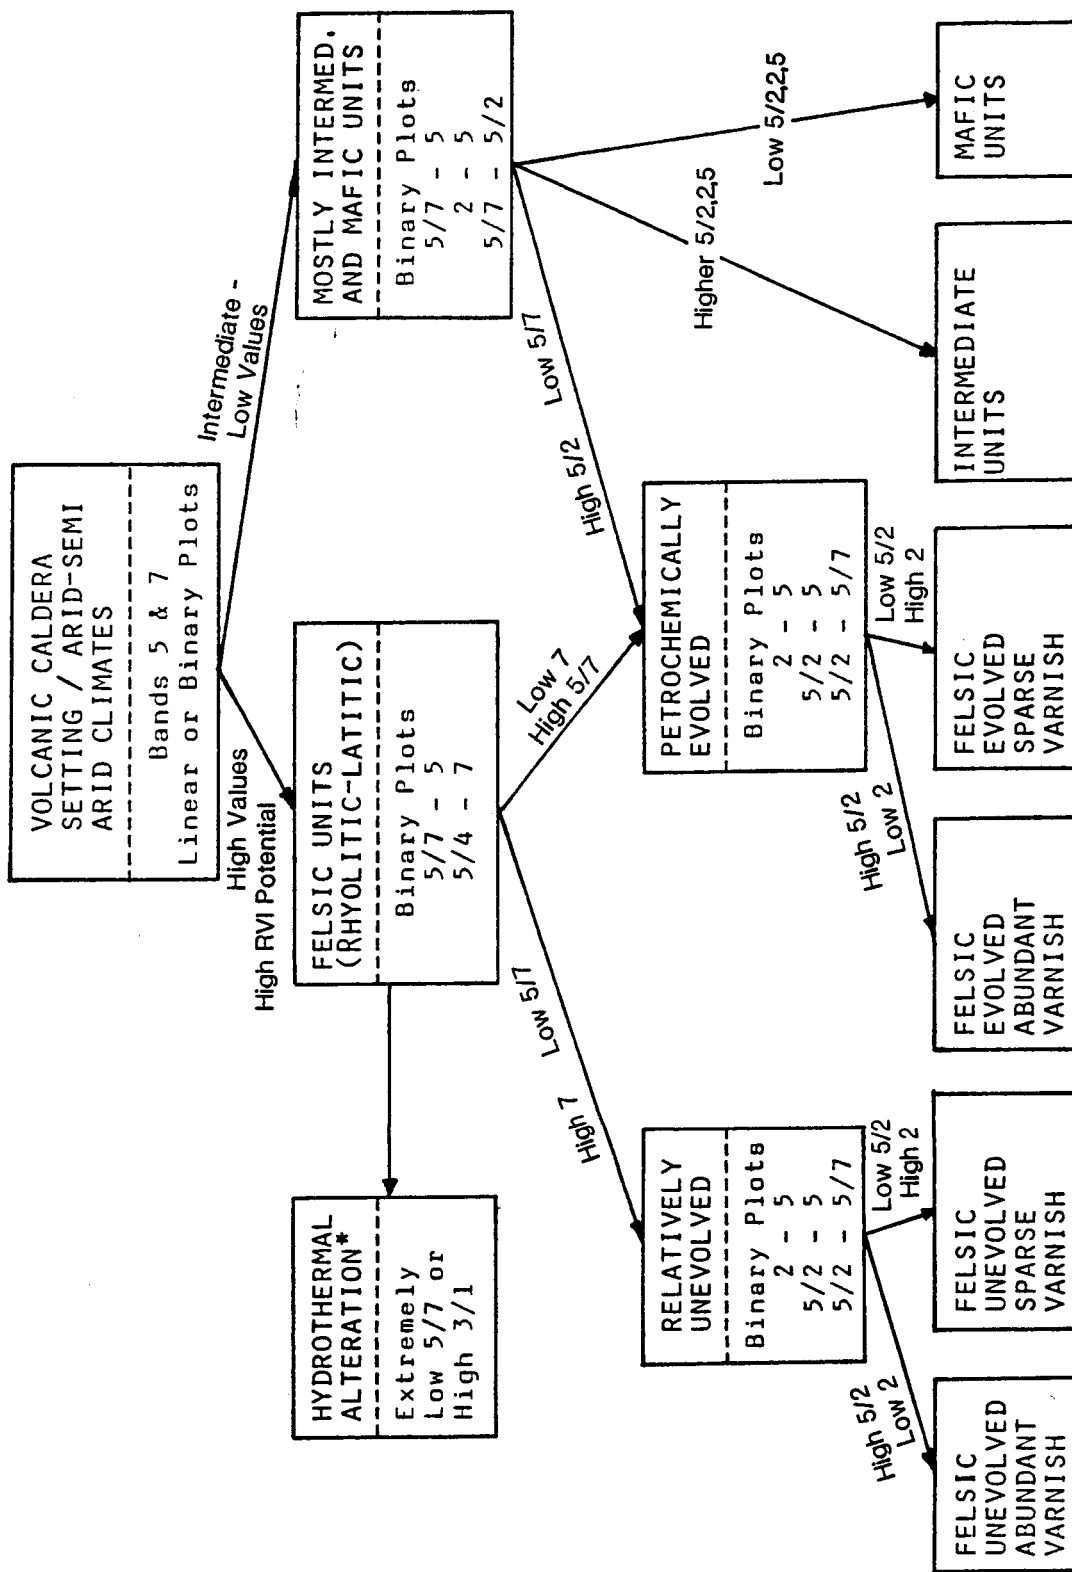 VOLCANIC CALDERA
SETTING / ARID-SEMI
ARID CLIMATES
Bands 5 & 7
Linear or Binary Plots
High Values
High RVI Potential
Intermediate -
Low Values
HYDROTHERMAL
ALTERATION*
Extremely
Low 5/7 or
High 3/1
FELSIC UNITS
(RHYOLITIC-LATITIC)
Binary Plots
5/7 - 5
5/4 - 7
MOSTLY INTERMED.
AND MAFIC UNITS
Binary Plots
5/7 - 5
2 - 5
5/7 - 5/2
High 7
Low 5/7
Low 7
High 5/7
High 5/2
Low 5/7
Higher 5/2,2,5
Low 5/2,2,5
RELATIVELY
UNEVOLVED
Binary Plots
2 - 5
5/2 - 5
5/2 - 5/7
PETROCHEMICALLY
EVOLVED
Binary Plots
2 - 5
5/2 - 5
5/2 - 5/7
High 5/2
Low 2
Low 5/2
High 2
High 5/2
Low 2
Low 5/2
High 2
FELSIC
UNEVOLVED
ABUNDANT
VARNISH
FELSIC
UNEVOLVED
SPARSE
VARNISH
FELSIC
EVOLVED
ABUNDANT
VARNISH
FELSIC
EVOLVED
SPARSE
VARNISH
INTERMEDIATE
UNITS
MAFIC
UNITS